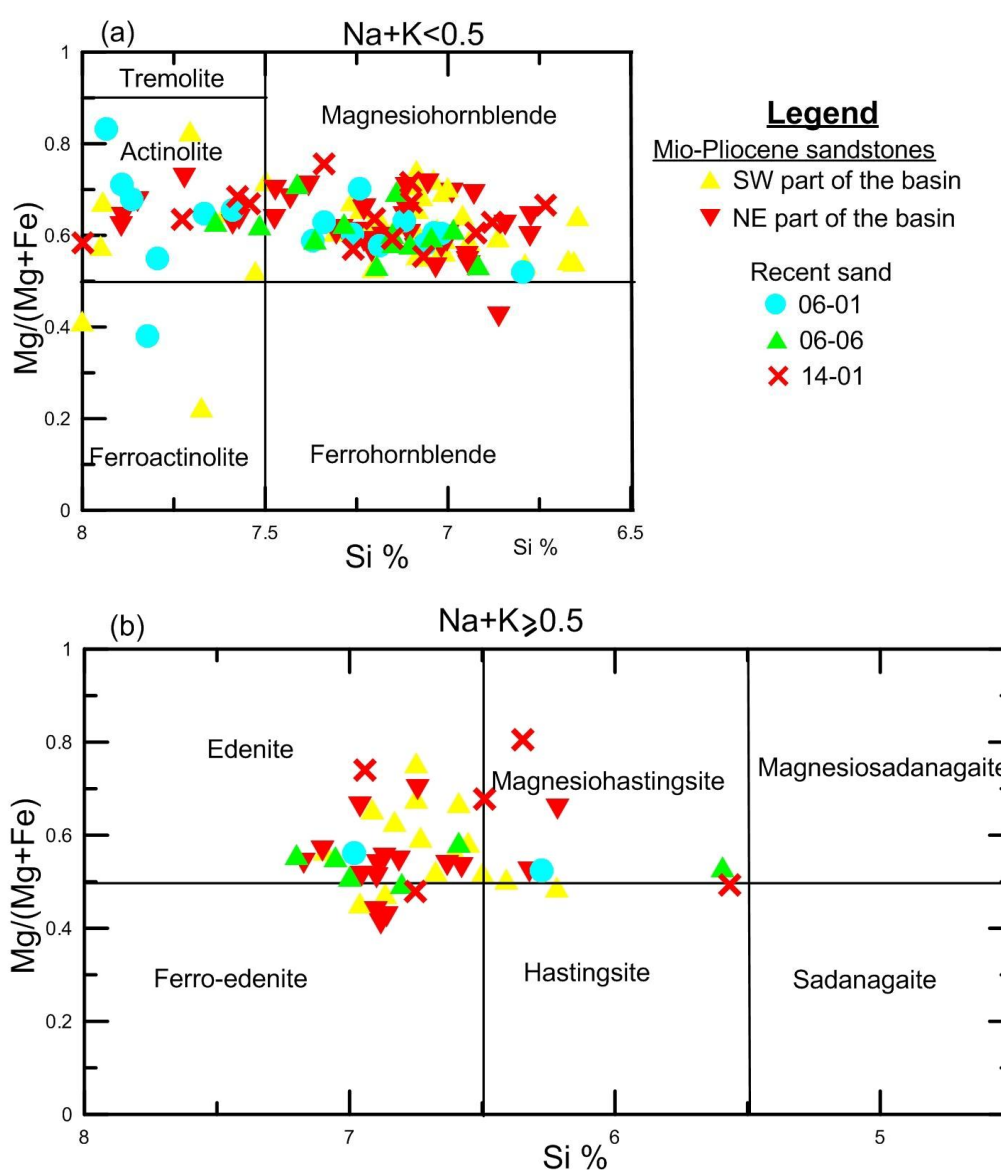 (a)
Na+K<0.5
1
0.8
0.6
0.4
0.2
0
Mg/(Mg+Fe)
Tremolite
Actinolite
Magnesiohornblende
Ferroactinolite
Ferrohornblende
8
7.5
7
6.5
Si %
Si %
Legend
Mio-Pliocene sandstones
SW part of the basin
NE part of the basin
Recent sand
06-01
06-06
14-01
(b)
Na+K⩾0.5
1
0.8
0.6
0.4
0.2
0
Mg/(Mg+Fe)
Edenite
Magnesiohastingsite
Magnesiosadanagaite
Ferro-edenite
Hastingsite
Sadanagaite
8
7
6
5
Si %